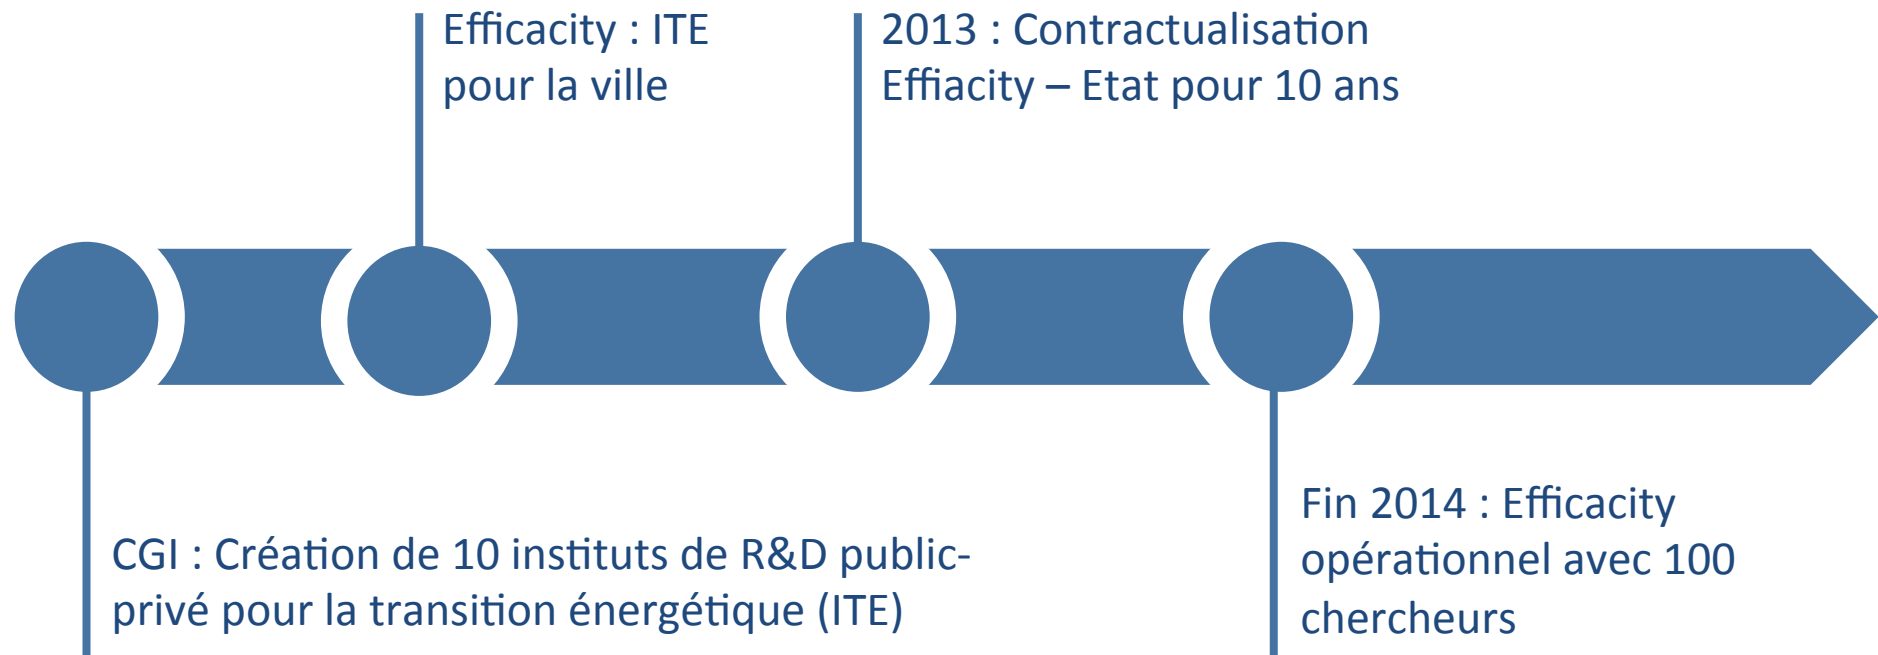 Efficacity : ITE
pour la ville
2013 : Contractualisation
Effiacity – Etat pour 10 ans
CGI : Création de 10 instituts de R&D public-
privé pour la transition énergétique (ITE)
Fin 2014 : Efficacity
opérationnel avec 100
chercheurs